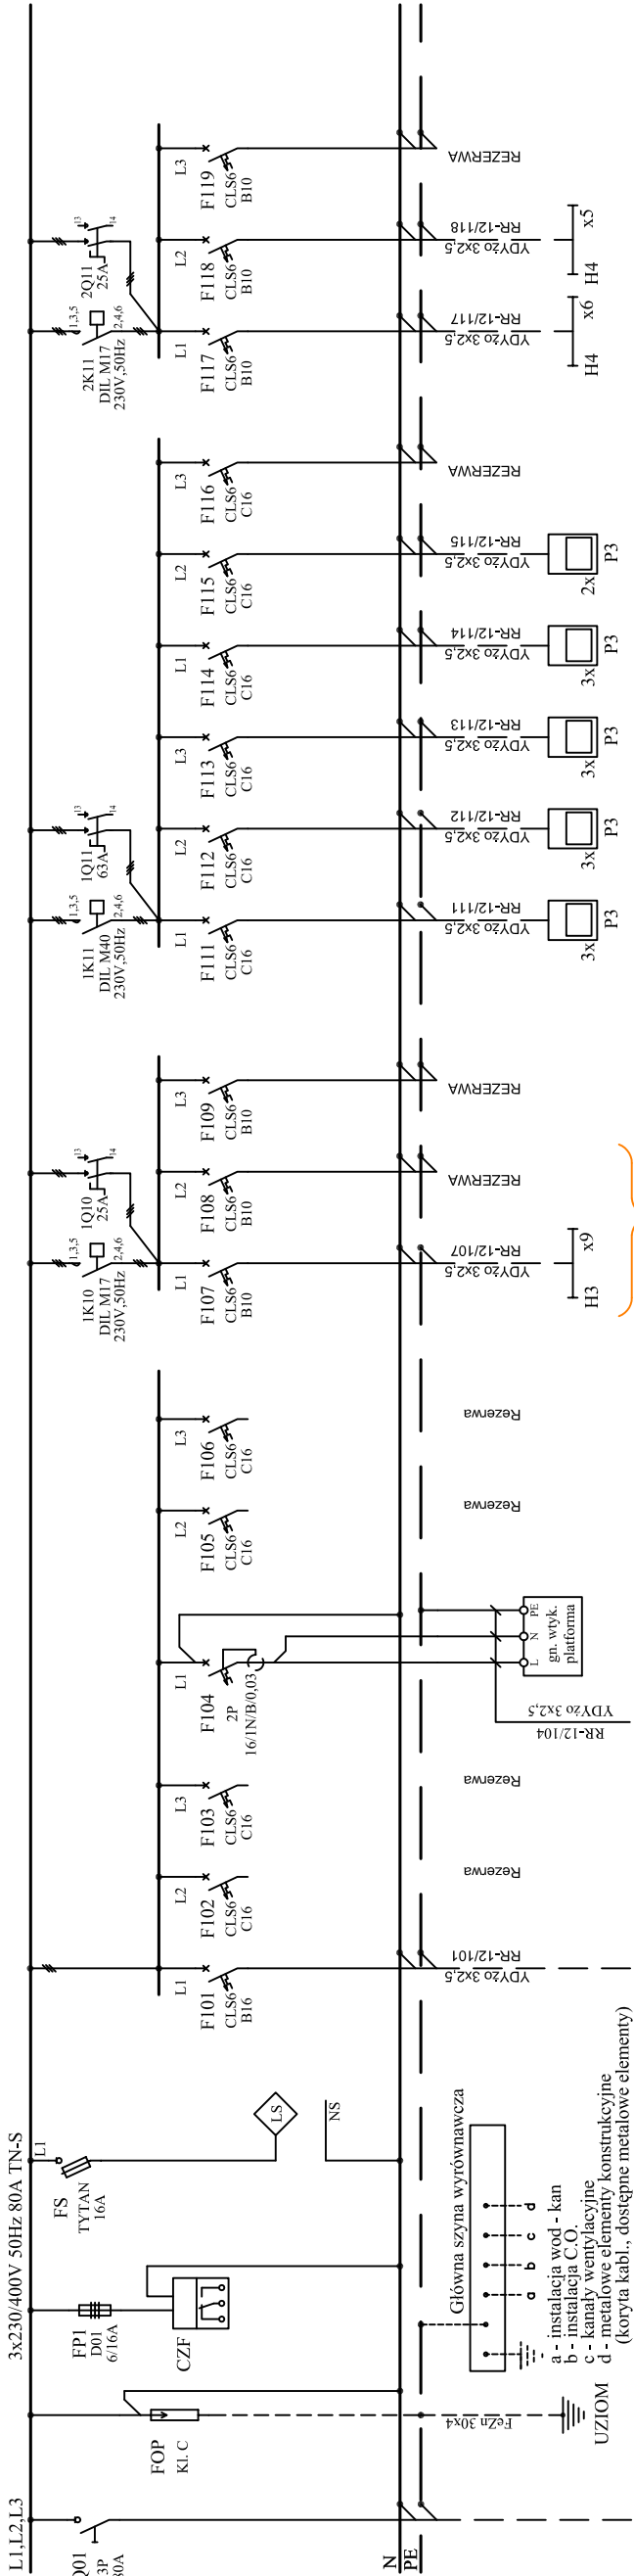 L1,L2,L3
3x230/400V 50Hz 80A TN-S
Q01
3P
FOP
Kl. C
FeZn 30x4
UZIOM
FP1
D01
6/16A
CZF
L1
FS
TYTAN
16A
LS
NS
N
PE
Główna szyna wyrównawcza
a
b
c
d
a - instalacja wod - kan
b - instalacja C.O.
c - kanały wentylacyjne
d - metalowe elementy konstrukcyjne
(koryta kabl., dostępne metalowe elementy)
L1
F101
CLS6
B16
RR-12/101
YDYżo 3x2,5
L2
F102
CLS6
C16
Rezerwa
L3
F103
CLS6
C16
Rezerwa
L1
F104
2P
16/1N/B/0,03
RR-12/104
YDYżo 3x2,5
L
N
PE
gn. wtyk.
platforma
L2
F105
CLS6
C16
Rezerwa
L3
F106
CLS6
C16
Rezerwa
1K10
DIL M17
230V,50Hz
1,3,5
2,4,6
1Q10
25A
13
14
L1
F107
CLS6
B10
RR-12/107
YDYżo 3x2,5
H3
x9
L2
F108
CLS6
B10
REZERWA
L3
F109
CLS6
B10
REZERWA
1K11
DIL M40
230V,50Hz
1,3,5
2,4,6
1Q11
63A
13
14
L1
F111
CLS6
C16
RR-12/111
YDYżo 3x2,5
3x
P3
L2
F112
CLS6
C16
RR-12/112
YDYżo 3x2,5
3x
P3
L3
F113
CLS6
C16
RR-12/113
YDYżo 3x2,5
3x
P3
L1
F114
CLS6
C16
RR-12/114
YDYżo 3x2,5
3x
P3
L2
F115
CLS6
C16
RR-12/115
YDYżo 3x2,5
2x
P3
L3
F116
CLS6
C16
REZERWA
2K11
DIL M17
230V,50Hz
1,3,5
2,4,6
2Q11
25A
13
14
L1
F117
CLS6
B10
RR-12/117
YDYżo 3x2,5
H4
x6
L2
F118
CLS6
B10
RR-12/118
YDYżo 3x2,5
H4
x5
L3
F119
CLS6
B10
REZERWA